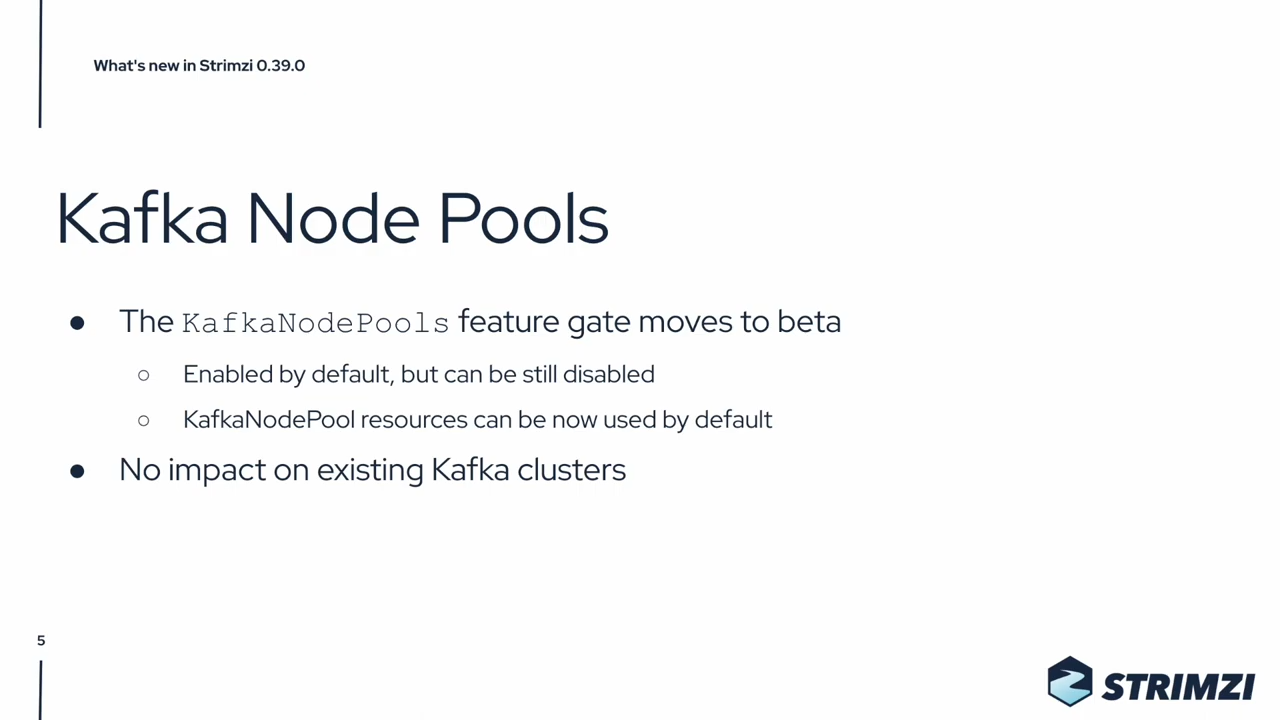 What's new in Strimzi 0.39.0
Kafka Node Pools
● The KafkaNodePools feature gate moves to beta
○ Enabled by default, but can be still disabled
○ KafkaNodePool resources can be now used by default
● No impact on existing Kafka clusters
5
STRIMZI